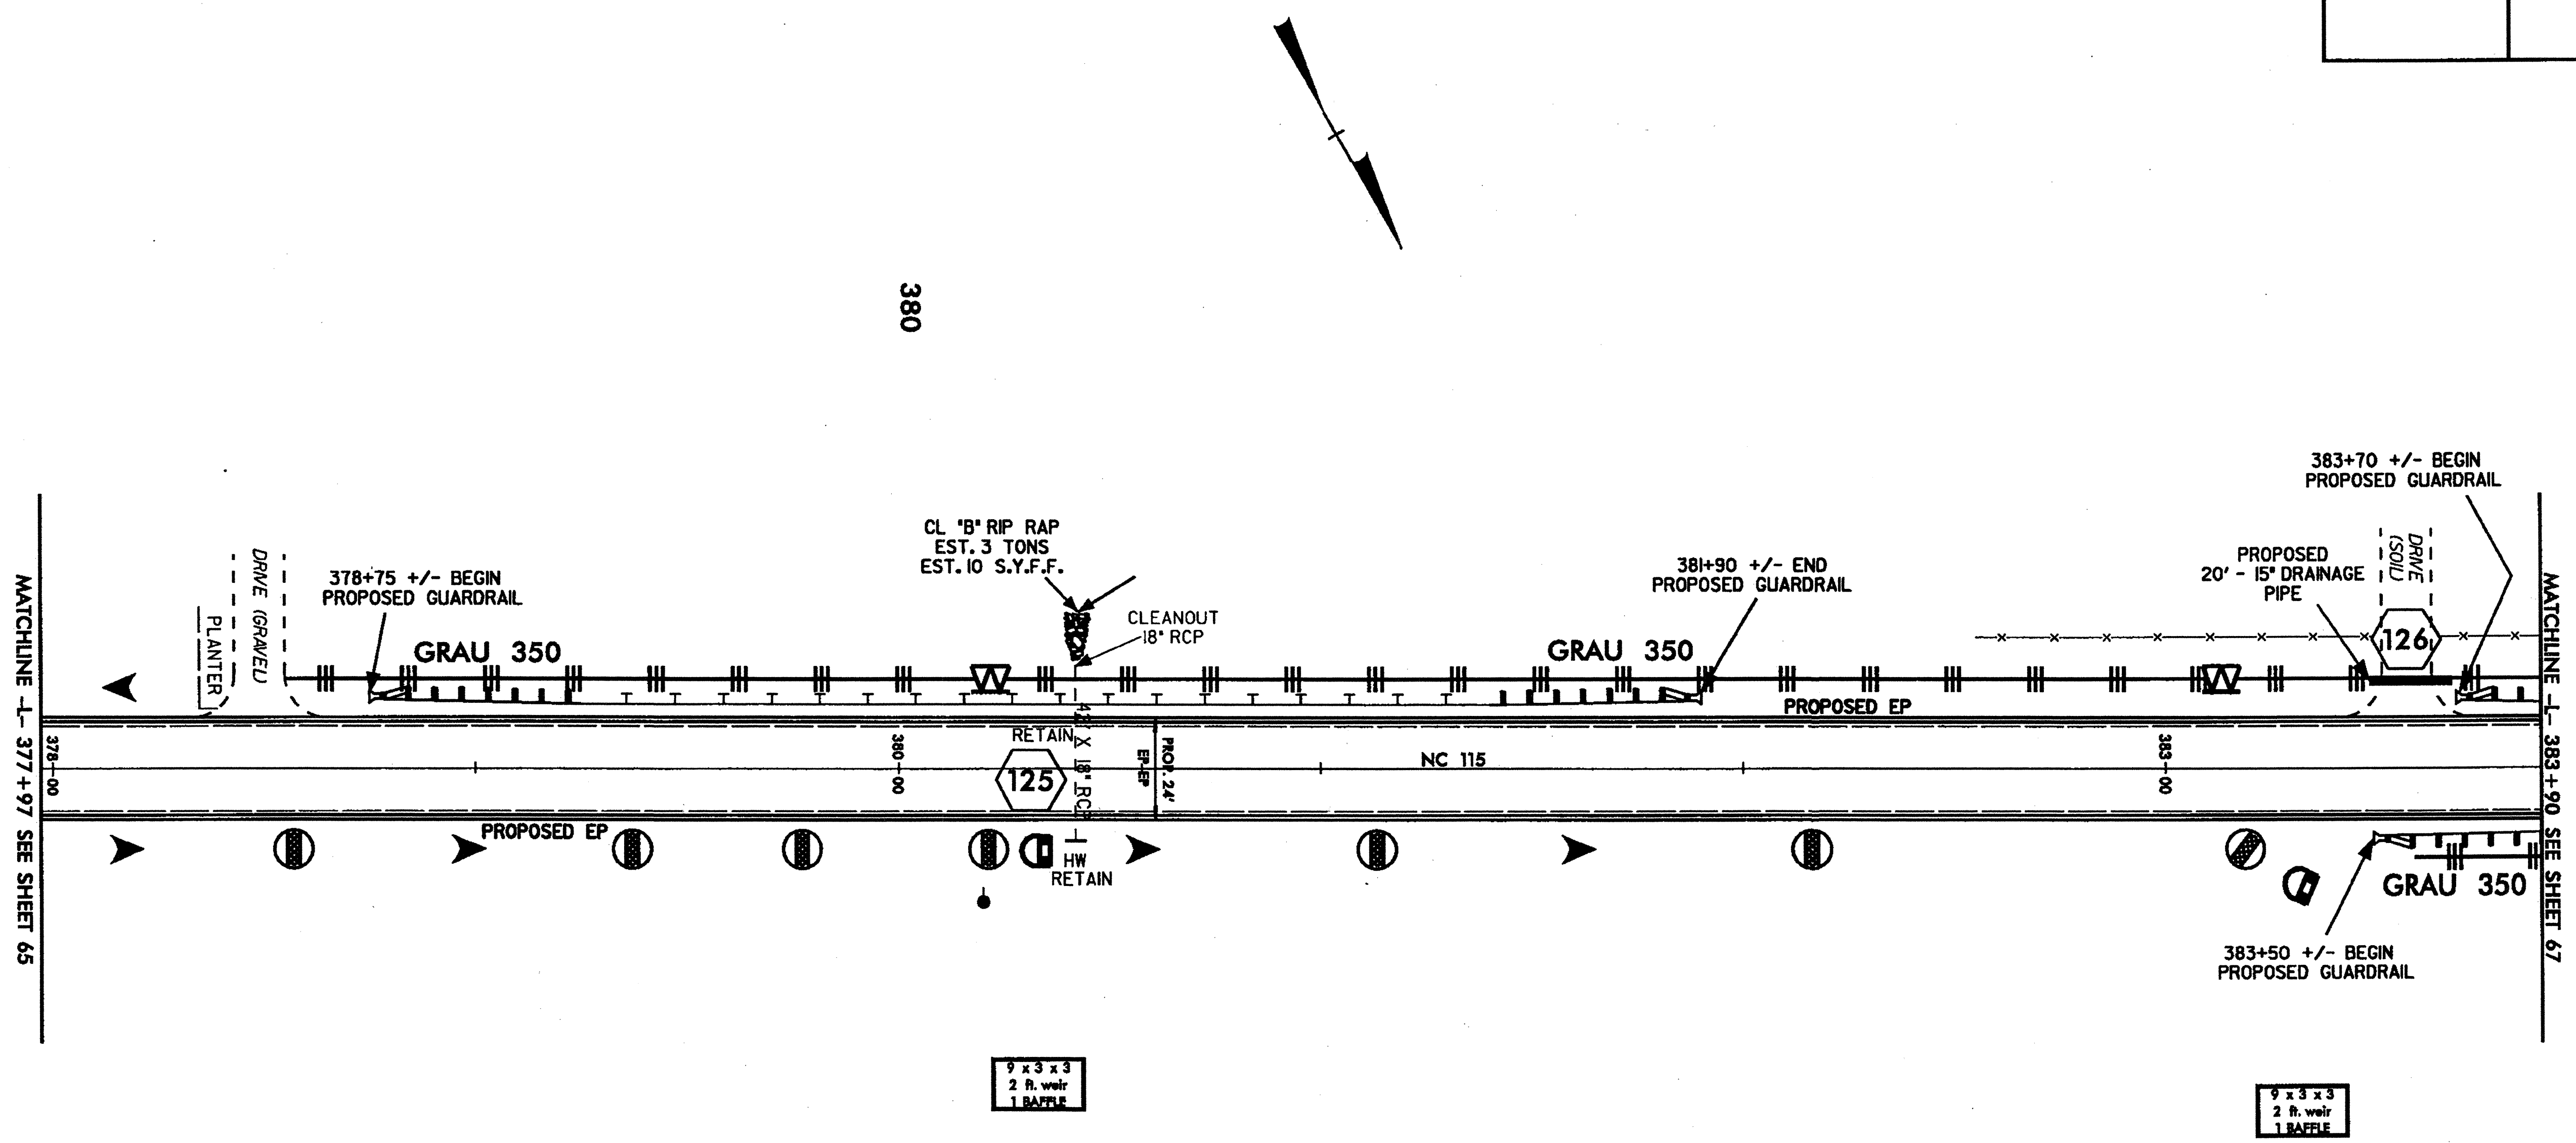 380
MATCHLINE -L- 377+97 SEE SHEET 65
PLANTER
DRIVE (GRAVEL)
378+75 +/- BEGIN
PROPOSED GUARDRAIL
GRAU 350
CL "B" RIP RAP
EST. 3 TONS
EST. 10 S.Y.F.F.
CLEANOUT
18" RCP
381+90 +/- END
PROPOSED GUARDRAIL
GRAU 350
PROPOSED EP
383+70 +/- BEGIN
PROPOSED GUARDRAIL
PROPOSED
20' - 15" DRAINAGE
PIPE
DRIVE
(SOIL)
126
MATCHLINE -L- 383+90 SEE SHEET 67
378-00
380-00
RETAIN
125
42' X 18" RCP
PROP. 24'
EP-EP
NC 115
383-00
PROPOSED EP
HW
RETAIN
GRAU 350
383+50 +/- BEGIN
PROPOSED GUARDRAIL
9 x 3 x 3
2 ft. weir
1 BAFFLE
9 x 3 x 3
2 ft. weir
1 BAFFLE